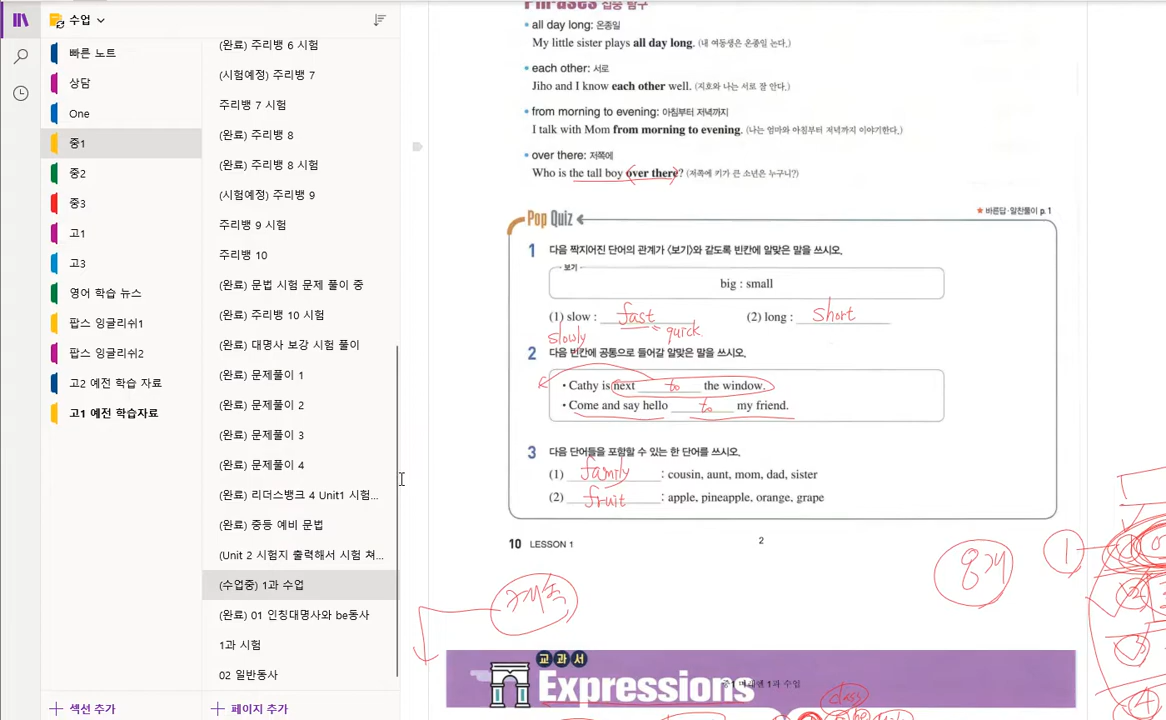 수업
빠른 노트
상담
One
중1
중2
중3
고1
고3
영어 학습 뉴스
팝스 잉글리쉬1
팝스 잉글리쉬2
고2 예전 학습 자료
고1 예전 학습자료
섹션 추가
(완료) 주리뱅 6 시험
(시험예정) 주리뱅 7
주리뱅 7 시험
(완료) 주리뱅 8
(완료) 주리뱅 8 시험
(시험예정) 주리뱅 9
주리뱅 9 시험
주리뱅 10
(완료) 문법 시험 문제 풀이 중
(완료) 주리뱅 10 시험
(완료) 대명사 보강 시험 풀이
(완료) 문제풀이 1
(완료) 문제풀이 2
(완료) 문제풀이 3
(완료) 문제풀이 4
(완료) 리더스뱅크 4 Unit1 시험...
(완료) 중등 예비 문법
(Unit 2 시험지 출력해서 시험 쳐...
(수업중) 1과 수업
(완료) 01 인칭대명사와 be동사
1과 시험
02 일반동사
페이지 추가
Phrases 집중 탐구
• all day long: 온종일
My little sister plays all day long. (내 여동생은 온종일 논다.)
• each other: 서로
Jiho and I know each other well. (지호와 나는 서로 잘 안다.)
• from morning to evening: 아침부터 저녁까지
I talk with Mom from morning to evening. (나는 엄마와 아침부터 저녁까지 이야기한다.)
• over there: 저쪽에
Who is the tall boy over there? (저쪽에 키가 큰 소년은 누구니?)
Pop Quiz
★ 바른답·알찬풀이 p.1
1 다음 짝지어진 단어의 관계가 <보기>와 같도록 빈칸에 알맞은 말을 쓰시오.
보기
big : small
(1) slow : fast (2) long : short
slowly quick
2 다음 빈칸에 공통으로 들어갈 알맞은 말을 쓰시오.
• Cathy is next to the window.
• Come and say hello to my friend.
3 다음 단어들을 포함할 수 있는 한 단어를 쓰시오.
(1) family : cousin, aunt, mom, dad, sister
(2) fruit : apple, pineapple, orange, grape
10 LESSON 1
2
1
2
3
4
교과서
Expressions
중1 미래엔 1과 수업
class